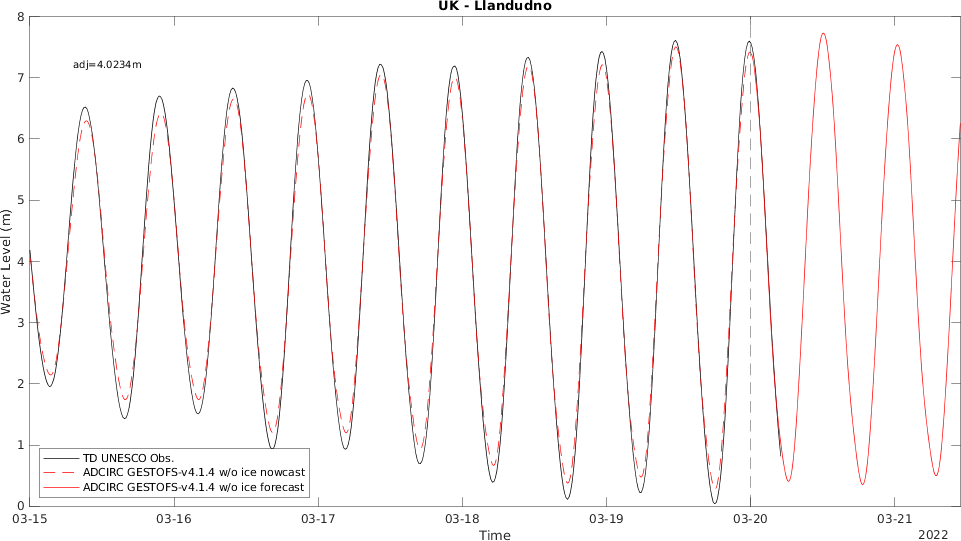 UK - Llandudno
adj=4.0234m
8
7
6
5
4
3
2
1
0
Water Level (m)
TD UNESCO Obs.
ADCIRC GESTOFS-v4.1.4 w/o ice nowcast
ADCIRC GESTOFS-v4.1.4 w/o ice forecast
03-15 03-16 03-17 03-18 03-19 03-20 03-21
Time
2022